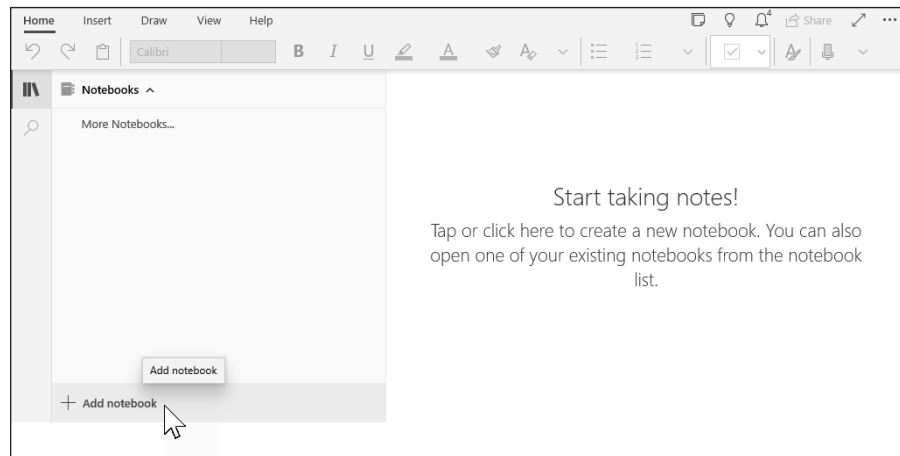 Home Insert Draw View Help 4 Share
Calibri B I U A A
Notebooks
More Notebooks...
Start taking notes!
Tap or click here to create a new notebook. You can also
open one of your existing notebooks from the notebook
list.
Add notebook
Add notebook